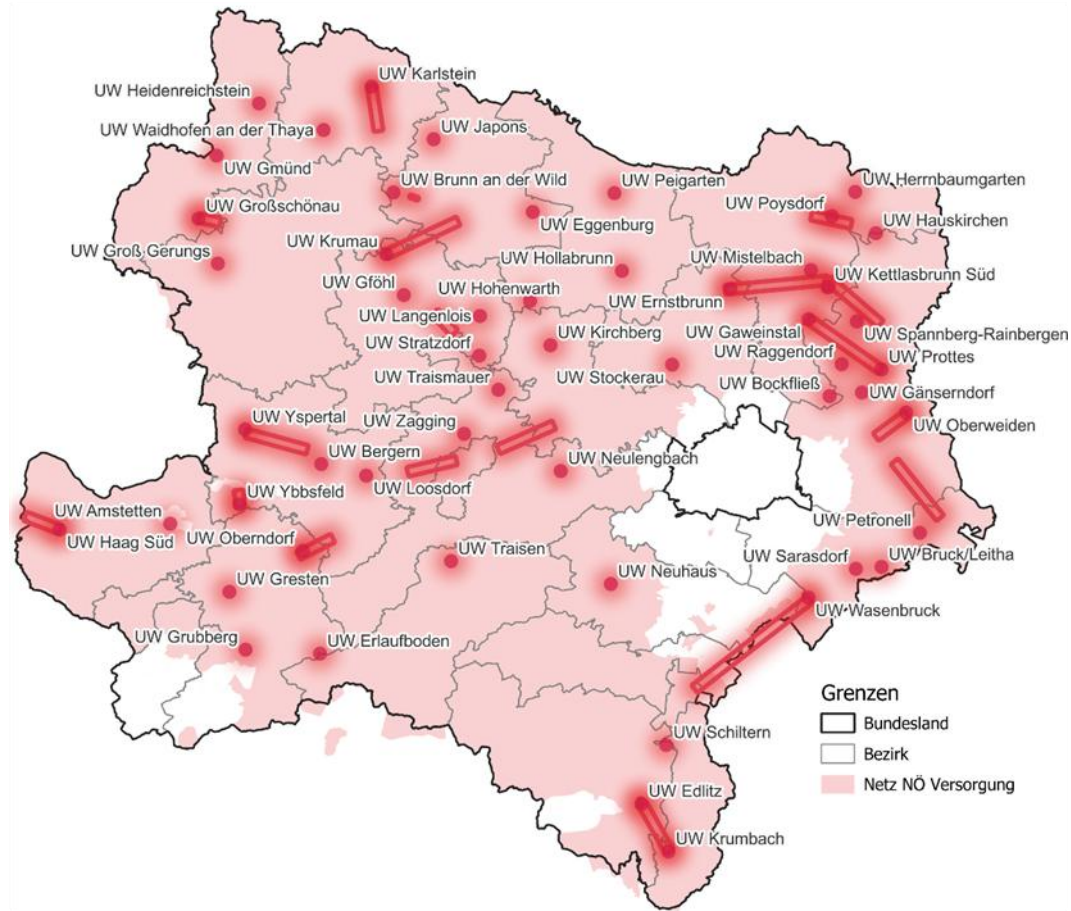 UW Karlstein
UW Heidenreichstein
UW Waidhofen an der Thaya
UW Japons
UW Gmünd
UW Brunn an der Wild
UW Peigarten
UW Herrnbaumgarten
UW Großschönau
UW Poysdorf
UW Eggenburg
UW Hauskirchen
UW Krumau
UW Groß Gerungs
UW Hollabrunn
UW Mistelbach
UW Kettlasbrunn Süd
UW Gföhl
UW Hohenwarth
UW Ernstbrunn
UW Langenlois
UW Kirchberg
UW Gaweinstal
UW Spannberg-Rainbergen
UW Stratzdorf
UW Raggendorf
UW Prottes
UW Traismauer
UW Stockerau
UW Bockfließ
UW Gänserndorf
UW Yspertal
UW Zagging
UW Oberweiden
UW Bergern
UW Neulengbach
UW Ybbsfeld
UW Loosdorf
UW Amstetten
UW Petronell
UW Haag Süd
UW Oberndorf
UW Traisen
UW Sarasdorf
UW Bruck/Leitha
UW Gresten
UW Neuhaus
UW Wasenbruck
UW Grubberg
UW Erlaufboden
Grenzen
Bundesland
UW Schiltern
Bezirk
Netz NÖ Versorgung
UW Edlitz
UW Krumbach